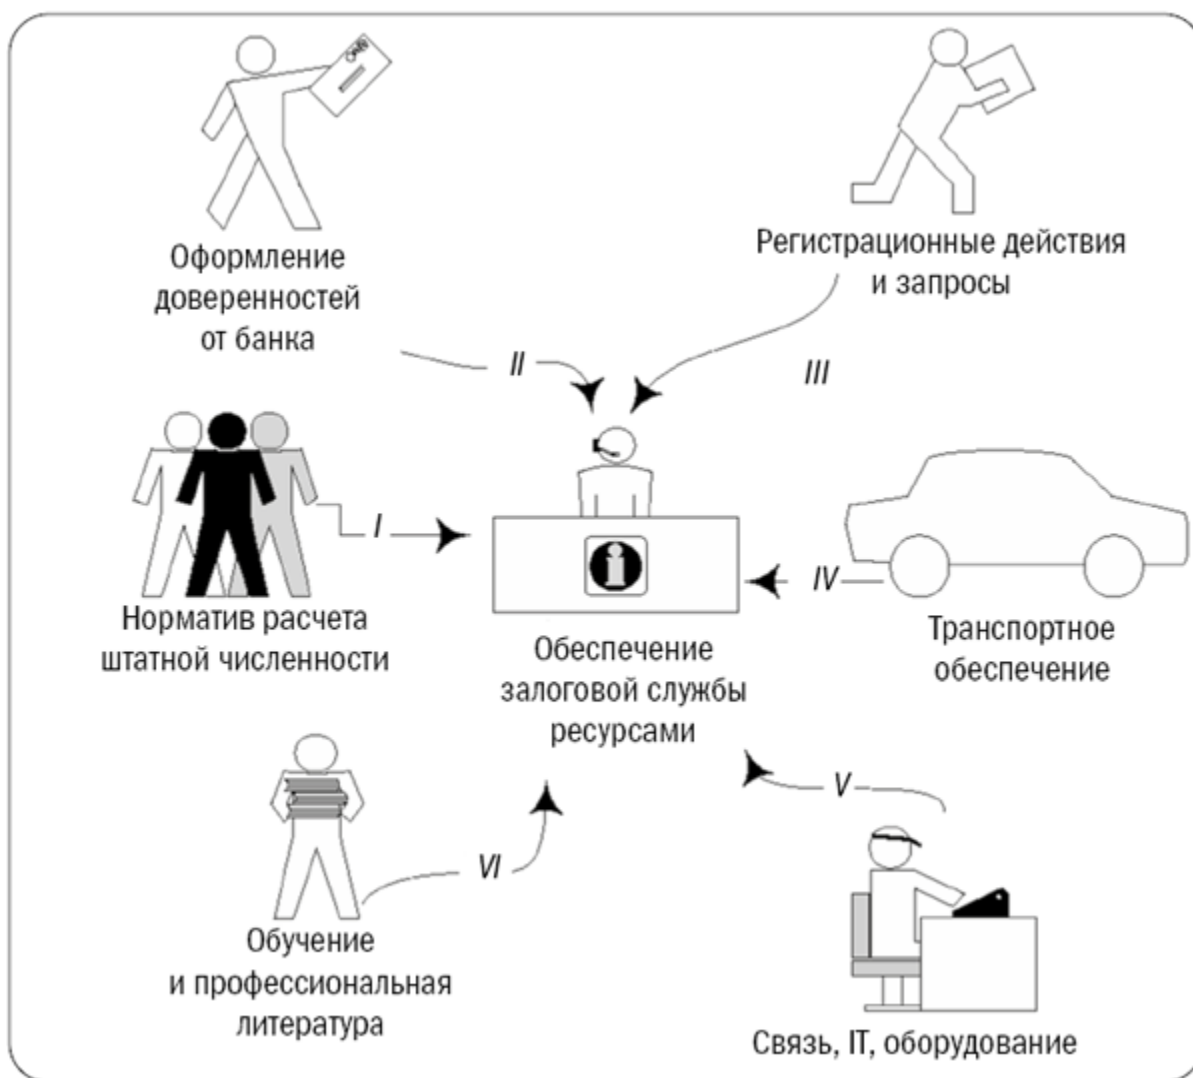 Оформление
доверенностей
от банка
Регистрационные действия
и запросы
II
III
I
IV
Норматив расчета
штатной численности
Обеспечение
залоговой службы
ресурсами
Транспортное
обеспечение
V
VI
Обучение
и профессиональная
литература
Связь, IT, оборудование